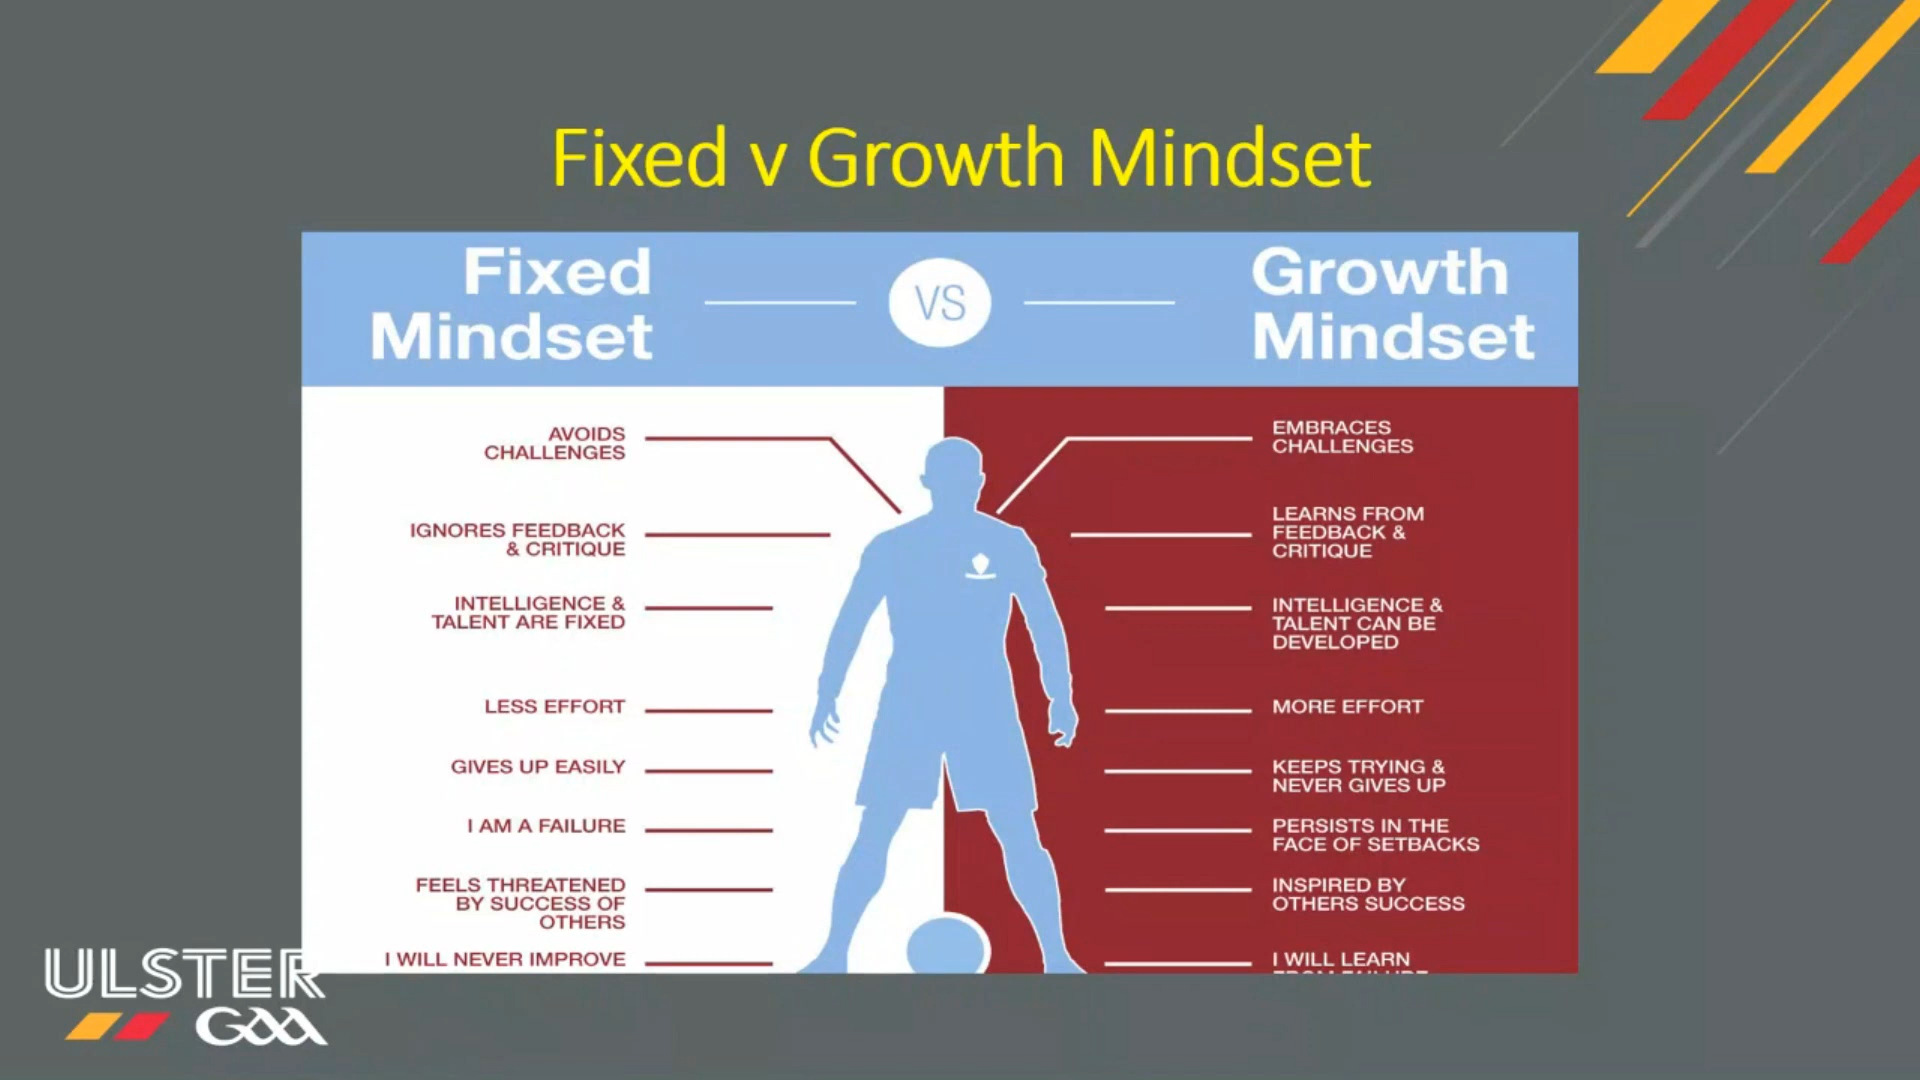 Fixed v Growth Mindset
Fixed
Mindset
VS
Growth
Mindset
AVOIDS
CHALLENGES
IGNORES FEEDBACK
& CRITIQUE
INTELLIGENCE &
TALENT ARE FIXED
LESS EFFORT
GIVES UP EASILY
I AM A FAILURE
FEELS THREATENED
BY SUCCESS OF
OTHERS
I WILL NEVER IMPROVE
EMBRACES
CHALLENGES
LEARNS FROM
FEEDBACK &
CRITIQUE
INTELLIGENCE &
TALENT CAN BE
DEVELOPED
MORE EFFORT
KEEPS TRYING &
NEVER GIVES UP
PERSISTS IN THE
FACE OF SETBACKS
INSPIRED BY
OTHERS SUCCESS
I WILL LEARN
ULSTER
GAA